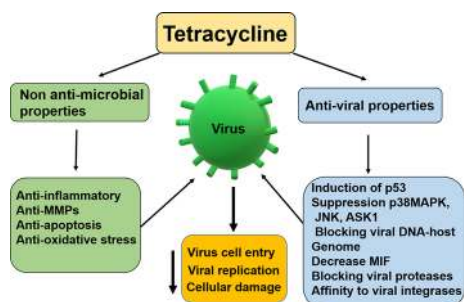 Tetracycline
Non anti-microbial
properties
Virus
Anti-viral properties
Anti-inflammatory
Anti-MMPs
Anti-apoptosis
Anti-oxidative stress
Virus cell entry
Viral replication
Cellular damage
Induction of p53
Suppression p38MAPK,
JNK, ASK1
Blocking viral DNA-host
Genome
Decrease MIF
Blocking viral proteases
Affinity to viral integrases